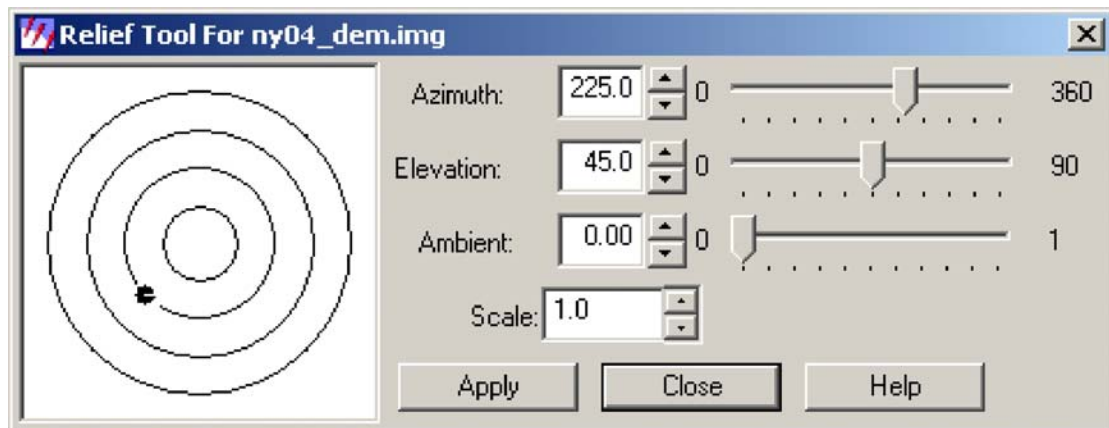 Relief Tool For ny04_dem.img
Azimuth: 225.0 0 360
Elevation: 45.0 0 90
Ambient: 0.00 0 1
Scale: 1.0
Apply Close Help